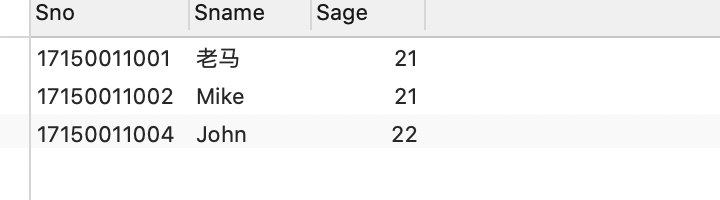 Sno Sname Sage
17150011001 老马 21
17150011002 Mike 21
17150011004 John 22